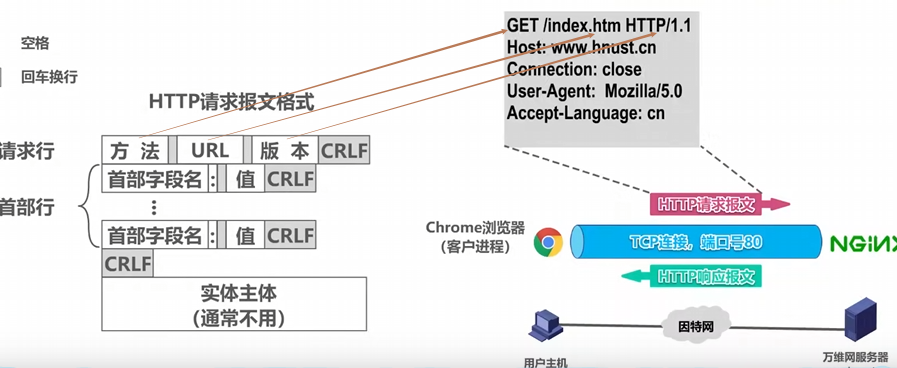 空格
回车换行
HTTP请求报文格式
请求行
方 法 URL 版 本 CRLF
首部字段名 : 值 CRLF
首部行
⋮
首部字段名 : 值 CRLF
CRLF
实体主体
(通常不用)
GET /index.htm HTTP/1.1
Host: www.hnust.cn
Connection: close
User-Agent: Mozilla/5.0
Accept-Language: cn
HTTP请求报文
Chrome浏览器
(客户进程)
TCP连接，端口号80
NGINX
HTTP响应报文
因特网
用户主机
万维网服务器